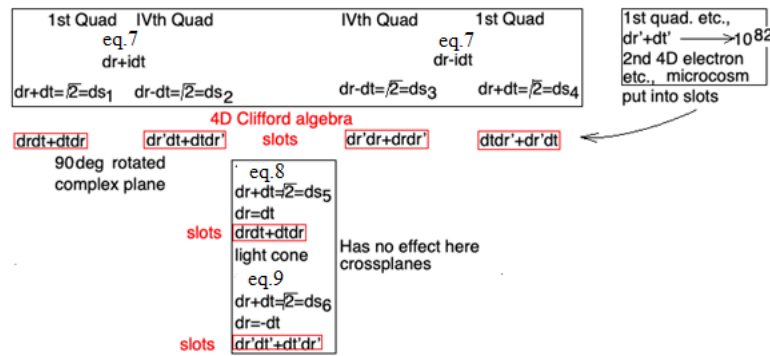 1st Quad IVth Quad IVth Quad 1st Quad
eq.7 eq.7
dr+idt dr-idt
dr+dt=√2=ds₁ dr-dt=√2=ds₂ dr-dt=√2=ds₃ dr+dt=√2=ds₄
1st quad. etc.,
dr'+dt' → 10⁸²
2nd 4D electron
etc., microcosm
put into slots
4D Clifford algebra
drdt+dtdr dr'dt+dtdr' slots dr'dr+drdr' dtdr'+dr'dt
90deg rotated
complex plane
eq.8
dr+dt=√2=ds₅
dr=dt
slots drdt+dtdr
light cone
Has no effect here
crossplanes
eq.9
dr+dt=√2=ds₆
dr=-dt
slots dr'dt'+dt'dr'